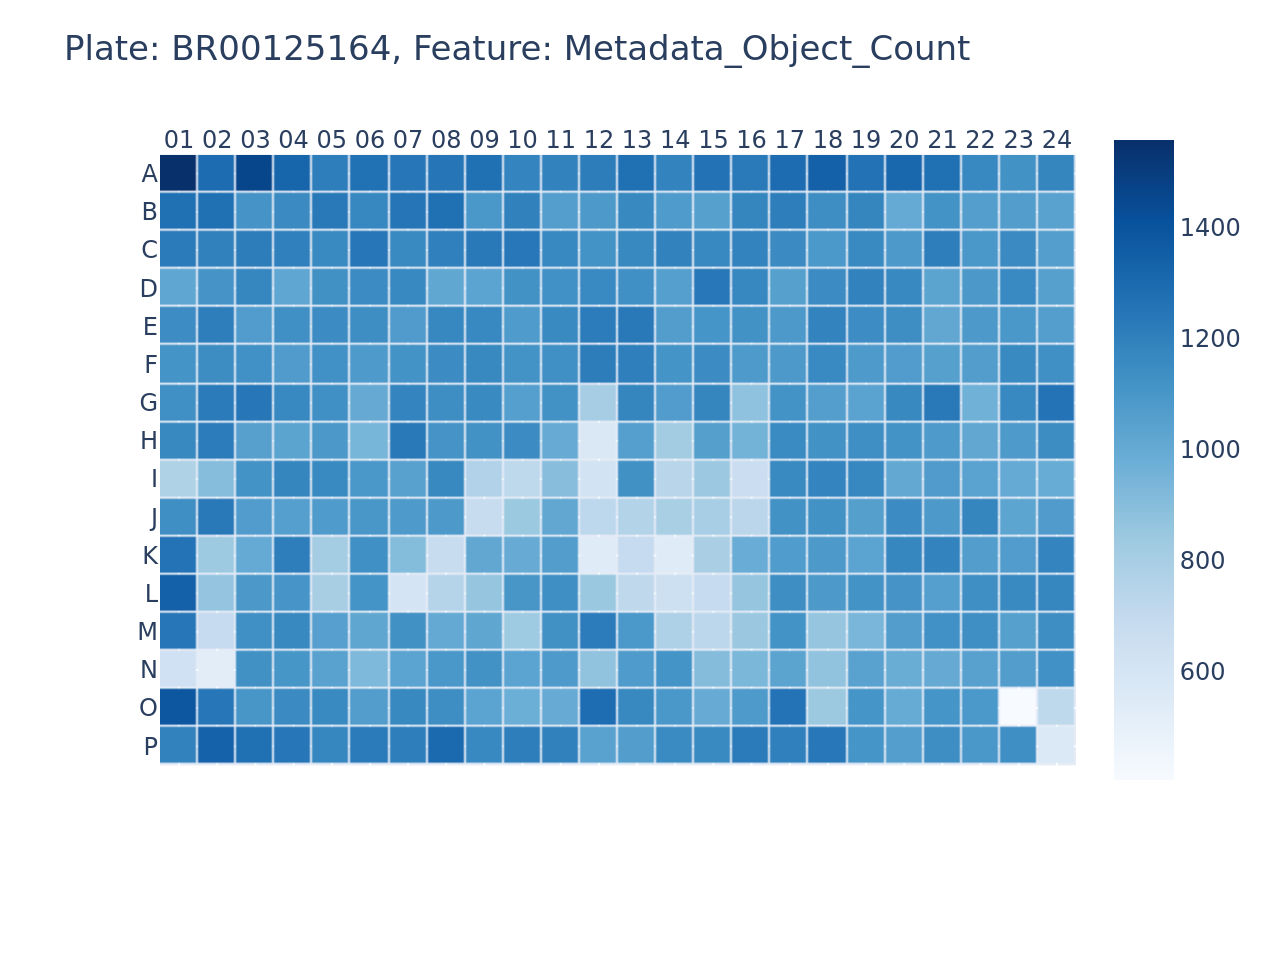 Plate: BR00125164, Feature: Metadata_Object_Count
01 02 03 04 05 06 07 08 09 10 11 12 13 14 15 16 17 18 19 20 21 22 23 24
A
B
C
D
E
F
G
H
I
J
K
L
M
N
O
P
1400
1200
1000
800
600